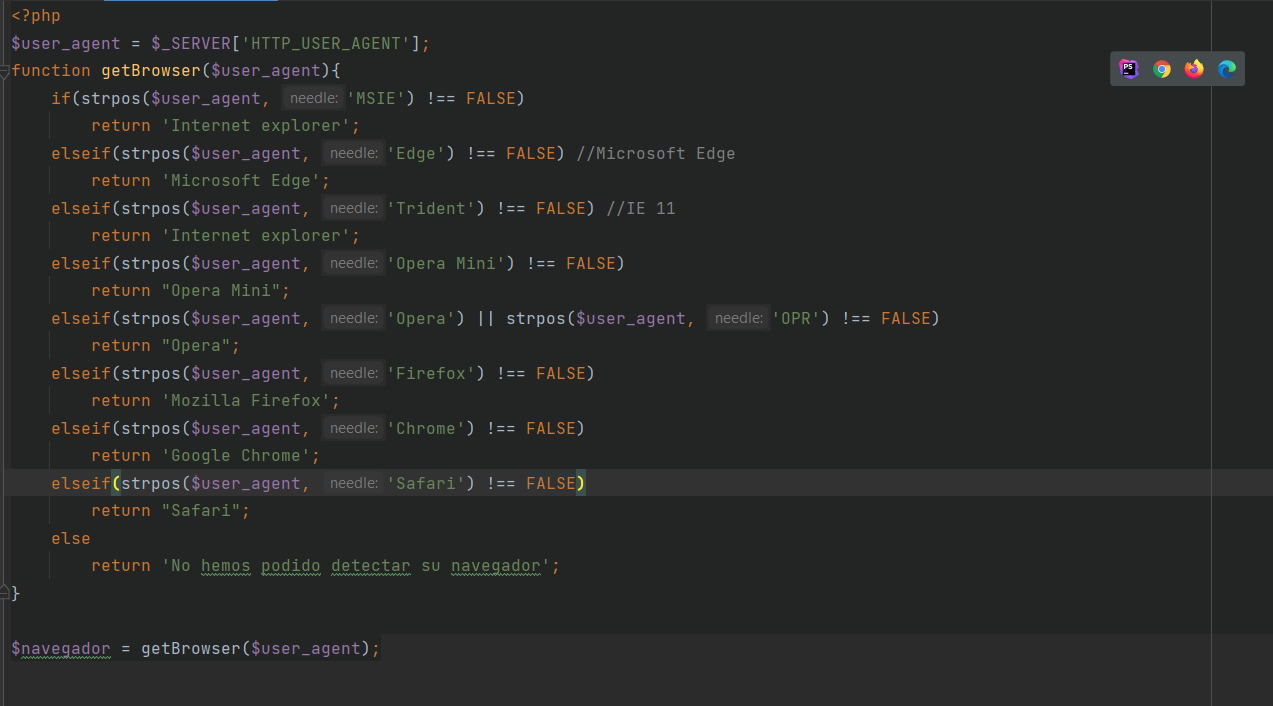 <?php
$user_agent = $_SERVER['HTTP_USER_AGENT'];
function getBrowser($user_agent){
    if(strpos($user_agent, needle: 'MSIE') !== FALSE)
        return 'Internet explorer';
    elseif(strpos($user_agent, needle: 'Edge') !== FALSE) //Microsoft Edge
        return 'Microsoft Edge';
    elseif(strpos($user_agent, needle: 'Trident') !== FALSE) //IE 11
        return 'Internet explorer';
    elseif(strpos($user_agent, needle: 'Opera Mini') !== FALSE)
        return "Opera Mini";
    elseif(strpos($user_agent, needle: 'Opera') || strpos($user_agent, needle: 'OPR') !== FALSE)
        return "Opera";
    elseif(strpos($user_agent, needle: 'Firefox') !== FALSE)
        return 'Mozilla Firefox';
    elseif(strpos($user_agent, needle: 'Chrome') !== FALSE)
        return 'Google Chrome';
    elseif(strpos($user_agent, needle: 'Safari') !== FALSE)
        return "Safari";
    else
        return 'No hemos podido detectar su navegador';
}
$navegador = getBrowser($user_agent);
PS